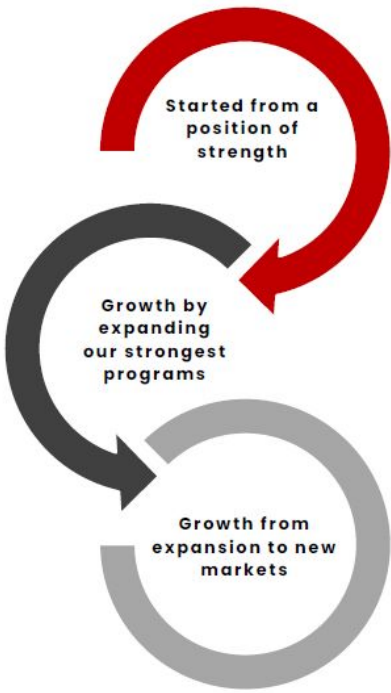 Started from a
position of
strength
Growth by
expanding
our strongest
programs
Growth from
expansion to new
markets